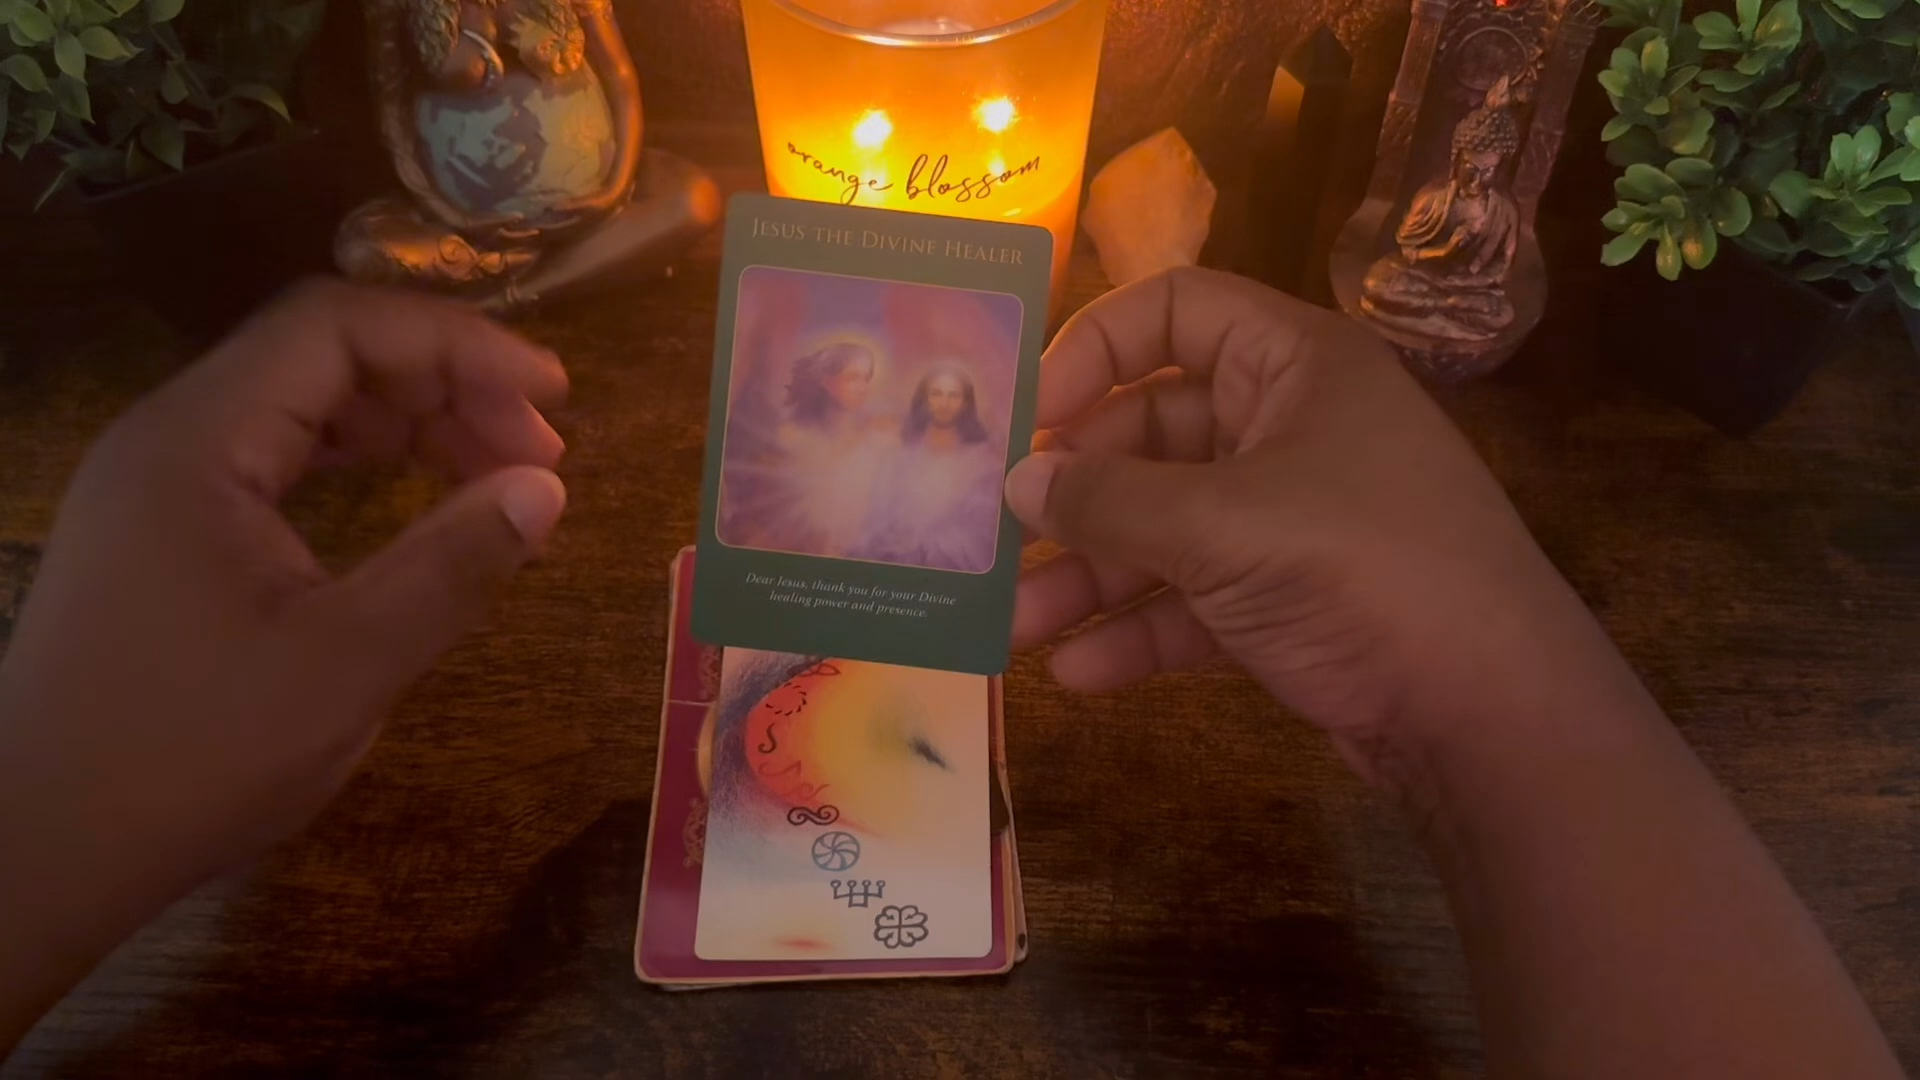 orange blossom
JESUS THE DIVINE HEALER
Dear Jesus, thank you for your Divine
healing power and presence.